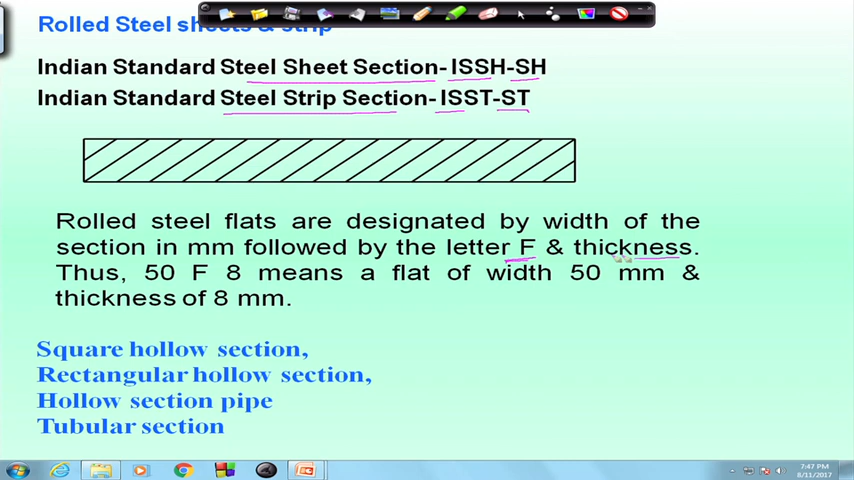 Rolled Steel sheets & strip
Indian Standard Steel Sheet Section- ISSH-SH
Indian Standard Steel Strip Section- ISST-ST
Rolled steel flats are designated by width of the
section in mm followed by the letter F & thickness.
Thus, 50 F 8 means a flat of width 50 mm &
thickness of 8 mm.
Square hollow section,
Rectangular hollow section,
Hollow section pipe
Tubular section
7:47 PM
8/11/2017